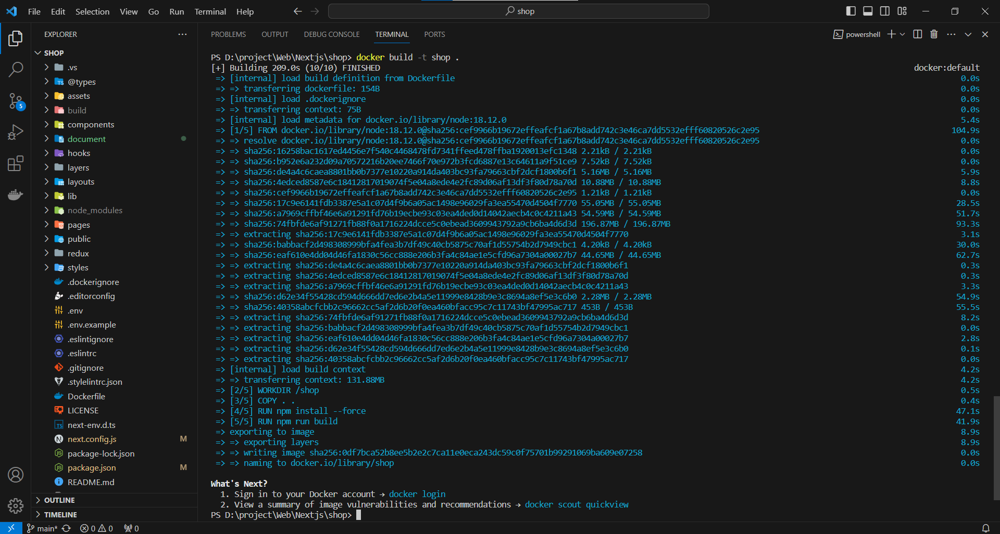 File Edit Selection View Go Run Terminal Help
shop
EXPLORER
SHOP
.vs
@types
assets
build
components
document
hooks
layers
layouts
lib
node_modules
pages
public
redux
styles
.dockerignore
.editorconfig
.env
.env.example
.eslintignore
.eslintrc
.gitignore
.stylelintrc.json
Dockerfile
LICENSE
next-env.d.ts
next.config.js M
package-lock.json
package.json M
README.md
OUTLINE
TIMELINE
PROBLEMS OUTPUT DEBUG CONSOLE TERMINAL PORTS
powershell
PS D:\project\Web\Nextjs\shop> docker build -t shop .
[+] Building 209.0s (10/10) FINISHED docker:default
=> [internal] load build definition from Dockerfile 0.0s
=> => transferring dockerfile: 154B 0.0s
=> [internal] load .dockerignore 0.0s
=> => transferring context: 75B 0.0s
=> [internal] load metadata for docker.io/library/node:18.12.0 5.4s
=> [1/5] FROM docker.io/library/node:18.12.0@sha256:cef9966b19672effeafcf1a67b8add742c3e46ca7dd5532efff60820526c2e95 104.9s
=> => resolve docker.io/library/node:18.12.0@sha256:cef9966b19672effeafcf1a67b8add742c3e46ca7dd5532efff60820526c2e95 0.0s
=> => sha256:16258bac1617ed4456e7f540c4468478fd7341ffeed478ffba1920013efc1348 2.21kB / 2.21kB 0.0s
=> => sha256:b952e6a232d09a70572216b20ee7466f70e972b3fcd6887e13c64611a9f51ce9 7.52kB / 7.52kB 0.0s
=> => sha256:de4a4c6caea8801bb0b7377e10220a914da403bc93fa79663cbf2dcf1800b6f1 5.16MB / 5.16MB 5.9s
=> => sha256:4edced8587e6c18412817019074f5e04a8ede4e2fc89d06af13df3f80d78a70d 10.88MB / 10.88MB 8.8s
=> => sha256:cef9966b19672effeafcf1a67b8add742c3e46ca7dd5532efff60820526c2e95 1.21kB / 1.21kB 0.0s
=> => sha256:17c9e6141fdb3387e5a1c07d4f9b6a05ac1498e96029fa3ea55470d4504f7770 55.05MB / 55.05MB 28.5s
=> => sha256:a7969cffbf46e6a91291fd76b19ecbe93c03ea4ded0d14042aecb4c0c4211a43 54.59MB / 54.59MB 51.7s
=> => sha256:74fbfde6af91271fb88f0a1716224dcce5c0ebead3609943792a9cb6ba4d6d3d 196.87MB / 196.87MB 93.3s
=> => extracting sha256:17c9e6141fdb3387e5a1c07d4f9b6a05ac1498e96029fa3ea55470d4504f7770 3.1s
=> => sha256:babbacf2d498308999bfa4fea3b7df49c40cb5875c70af1d55754b2d7949cbc1 4.20kB / 4.20kB 30.0s
=> => sha256:eaf610e4dd04d46fa1830c56cc888e206b3fa4c84ae1e5cfd96a7304a00027b7 44.65MB / 44.65MB 62.7s
=> => extracting sha256:de4a4c6caea8801bb0b7377e10220a914da403bc93fa79663cbf2dcf1800b6f1 0.3s
=> => extracting sha256:4edced8587e6c18412817019074f5e04a8ede4e2fc89d06af13df3f80d78a70d 0.3s
=> => extracting sha256:a7969cffbf46e6a91291fd76b19ecbe93c03ea4ded0d14042aecb4c0c4211a43 3.3s
=> => sha256:d62e34f55428cd594d666dd7ed6e2b4a5e11999e8428b9e3c8694a8ef5e3c6b0 2.28MB / 2.28MB 54.9s
=> => sha256:40358abcfcbb2c96662cc5af2d6b20f0ea460bfacc95c7c11743bf47995ac717 453B / 453B 55.5s
=> => extracting sha256:74fbfde6af91271fb88f0a1716224dcce5c0ebead3609943792a9cb6ba4d6d3d 8.2s
=> => extracting sha256:babbacf2d498308999bfa4fea3b7df49c40cb5875c70af1d55754b2d7949cbc1 0.0s
=> => extracting sha256:eaf610e4dd04d46fa1830c56cc888e206b3fa4c84ae1e5cfd96a7304a00027b7 2.8s
=> => extracting sha256:d62e34f55428cd594d666dd7ed6e2b4a5e11999e8428b9e3c8694a8ef5e3c6b0 0.1s
=> => extracting sha256:40358abcfcbb2c96662cc5af2d6b20f0ea460bfacc95c7c11743bf47995ac717 0.0s
=> [internal] load build context 4.2s
=> => transferring context: 131.88MB 4.2s
=> [2/5] WORKDIR /shop 0.5s
=> [3/5] COPY . . 0.4s
=> [4/5] RUN npm install --force 47.1s
=> [5/5] RUN npm run build 41.9s
=> exporting to image 8.9s
=> => exporting layers 8.9s
=> => writing image sha256:0df7bca52b8ee5b2e2c7ca11e0eca243dc59c0f75701b99291069ba609e07258 0.0s
=> => naming to docker.io/library/shop 0.0s
What's Next?
1. Sign in to your Docker account → docker login
2. View a summary of image vulnerabilities and recommendations → docker scout quickview
PS D:\project\Web\Nextjs\shop>
5
main* 0 0 0